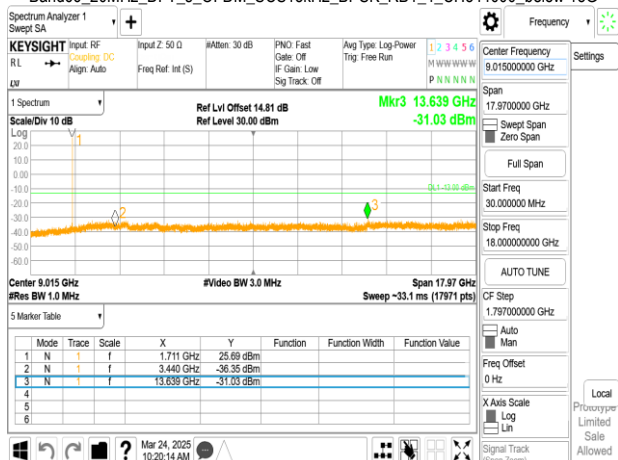 Spectrum Analyzer 1
Swept SA
KEYSIGHT
RL
Input: RF
Coupling: DC
Align: Auto
Input Z: 50 Ω
Freq Ref: Int (S)
#Atten: 30 dB
PNO: Fast
Gate: Off
IF Gain: Low
Sig Track: Off
Avg Type: Log-Power
Trig: Free Run
1 2 3 4 5 6
M W W W W W
P N N N N N
1 Spectrum
Scale/Div 10 dB
Ref Lvl Offset 14.81 dB
Ref Level 30.00 dBm
Mkr3 13.639 GHz
-31.03 dBm
Log
20.0
10.0
0.00
-10.0
-20.0
-30.0
-40.0
-50.0
-60.0
1
2
3
Center 9.015 GHz
#Res BW 1.0 MHz
#Video BW 3.0 MHz
Span 17.97 GHz
Sweep ~33.1 ms (17971 pts)
5 Marker Table
Mode Trace Scale X Y Function Function Width Function Value
1 N 1 f 1.711 GHz 25.69 dBm
2 N 1 f 3.440 GHz -36.35 dBm
3 N 1 f 13.639 GHz -31.03 dBm
4
5
6
Mar 24, 2025
10:20:14 AM
Frequency
Center Frequency
9.015000000 GHz
Settings
Span
17.9700000 GHz
Swept Span
Zero Span
Full Span
Start Freq
30.000000 MHz
Stop Freq
18.000000000 GHz
AUTO TUNE
CF Step
1.797000000 GHz
Auto
Man
Freq Offset
0 Hz
X Axis Scale
Log
Lin
Signal Track
Local
Prototype
Limited
Sale
Allowed